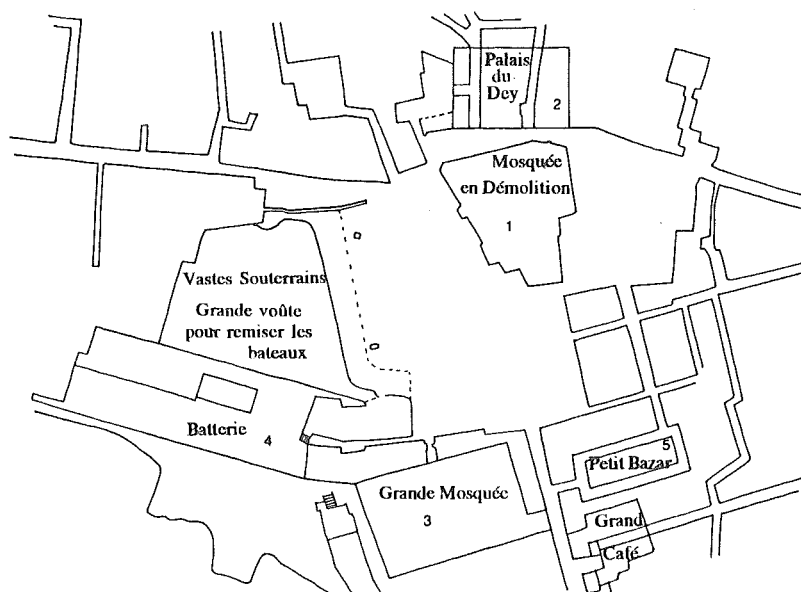 Palais
du
Dey
2
Mosquée
en Démolition
1
Vastes Souterrains
Grande voûte
pour remiser les
bateaux
Batterie
4
5
Petit Bazar
Grande Mosquée
3
Grand
Café